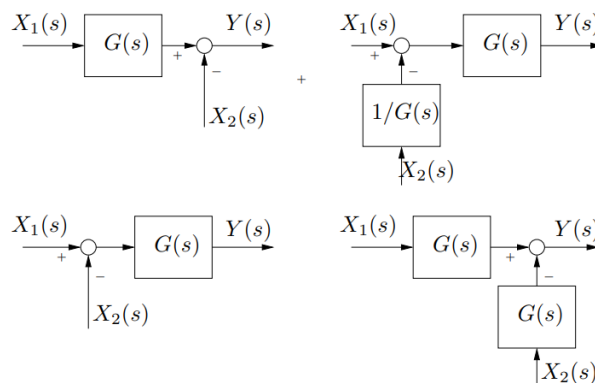 X₁(s) G(s) Y(s) X₁(s) G(s) Y(s)
+ − + −
+
X₂(s) 1/G(s)
X₂(s)
X₁(s) G(s) Y(s) X₁(s) G(s) Y(s)
+ − + −
X₂(s) G(s)
X₂(s)